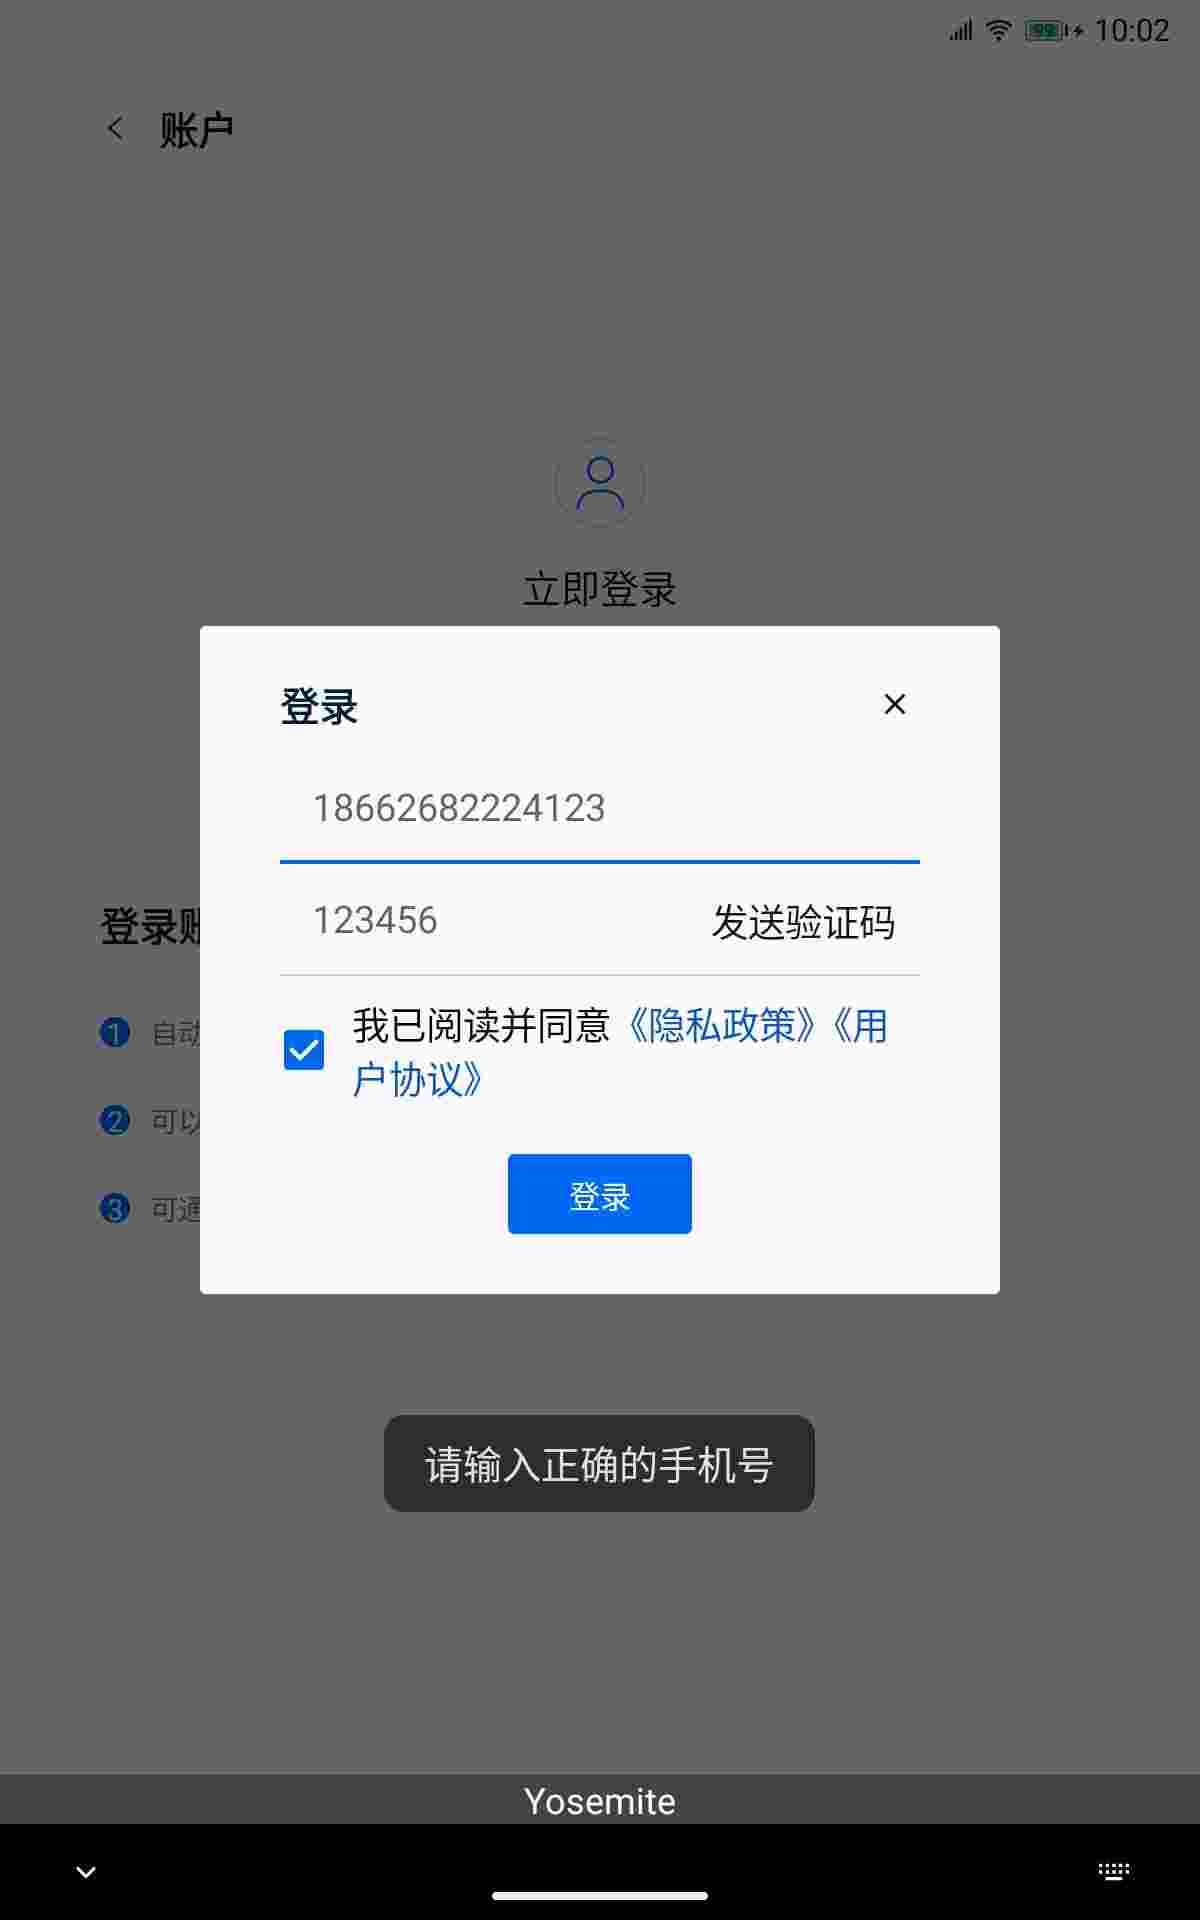 99 10:02
账户
立即登录
登录
18662682224123
123456 发送验证码
我已阅读并同意《隐私政策》《用
户协议》
登录
登录账
1 自动
2 可以
3 可通
请输入正确的手机号
Yosemite